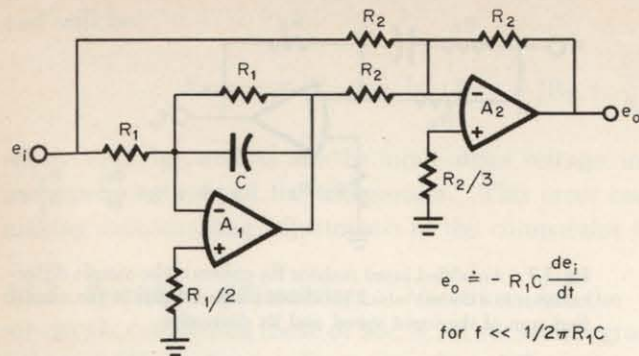 R2
R2
R1
R2
R1
C
ei
A1
A2
eo
R2/3
R1/2
eo ≐ - R1C dei/dt
for f << 1/2πR1C